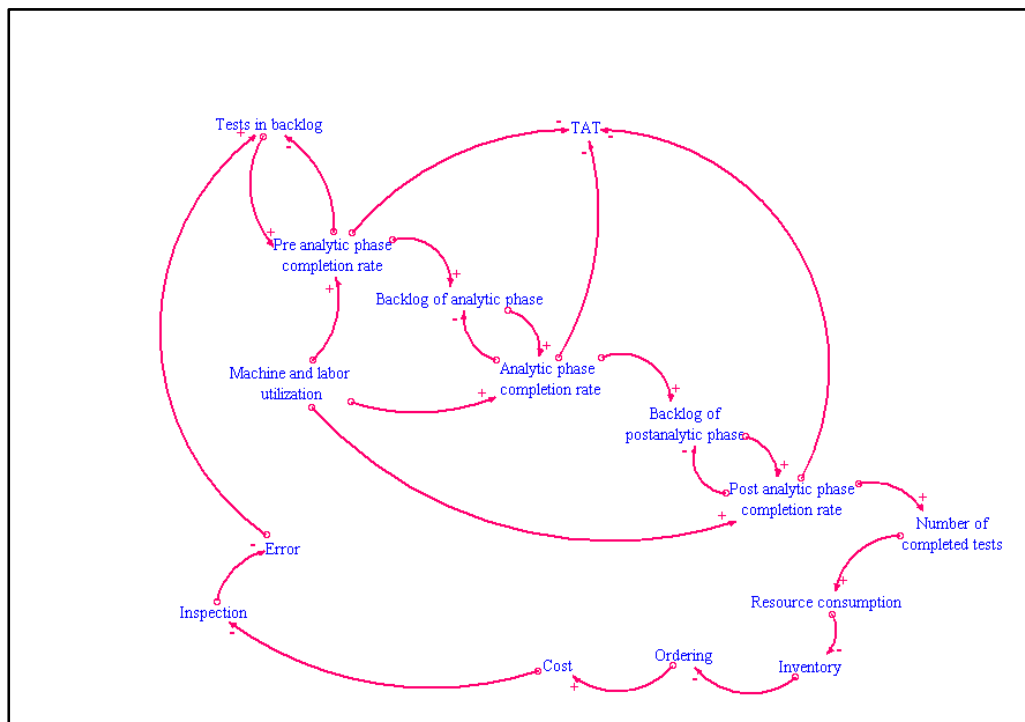 Tests in backlog
TAT
+
-
-
-
-
+
Pre analytic phase
completion rate
+
+
Backlog of analytic phase
-
+
Machine and labor
utilization
Analytic phase
completion rate
+
+
Backlog of
postanalytic phase
-
+
Post analytic phase
completion rate
+
+
Number of
completed tests
Error
-
+
Resource consumption
Inspection
-
-
Inventory
Ordering
-
Cost
+